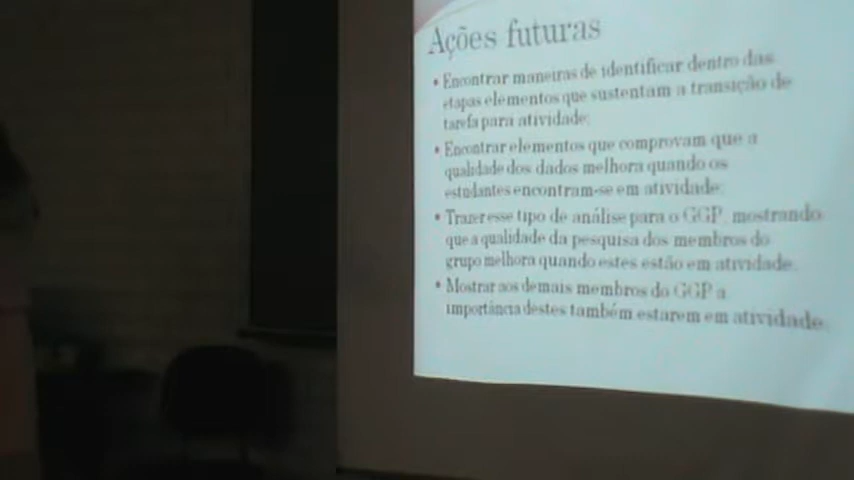 Ações futuras
• Encontrar maneiras de identificar dentro das
etapas elementos que sustentam a transição de
tarefa para atividade;
• Encontrar elementos que comprovam que a
qualidade dos dados melhora quando os
estudantes encontram-se em atividade;
• Trazer esse tipo de análise para o GGP, mostrando
que a qualidade da pesquisa dos membros do
grupo melhora quando estes estão em atividade.
• Mostrar aos demais membros do GGP a
importância destes também estarem em atividade.